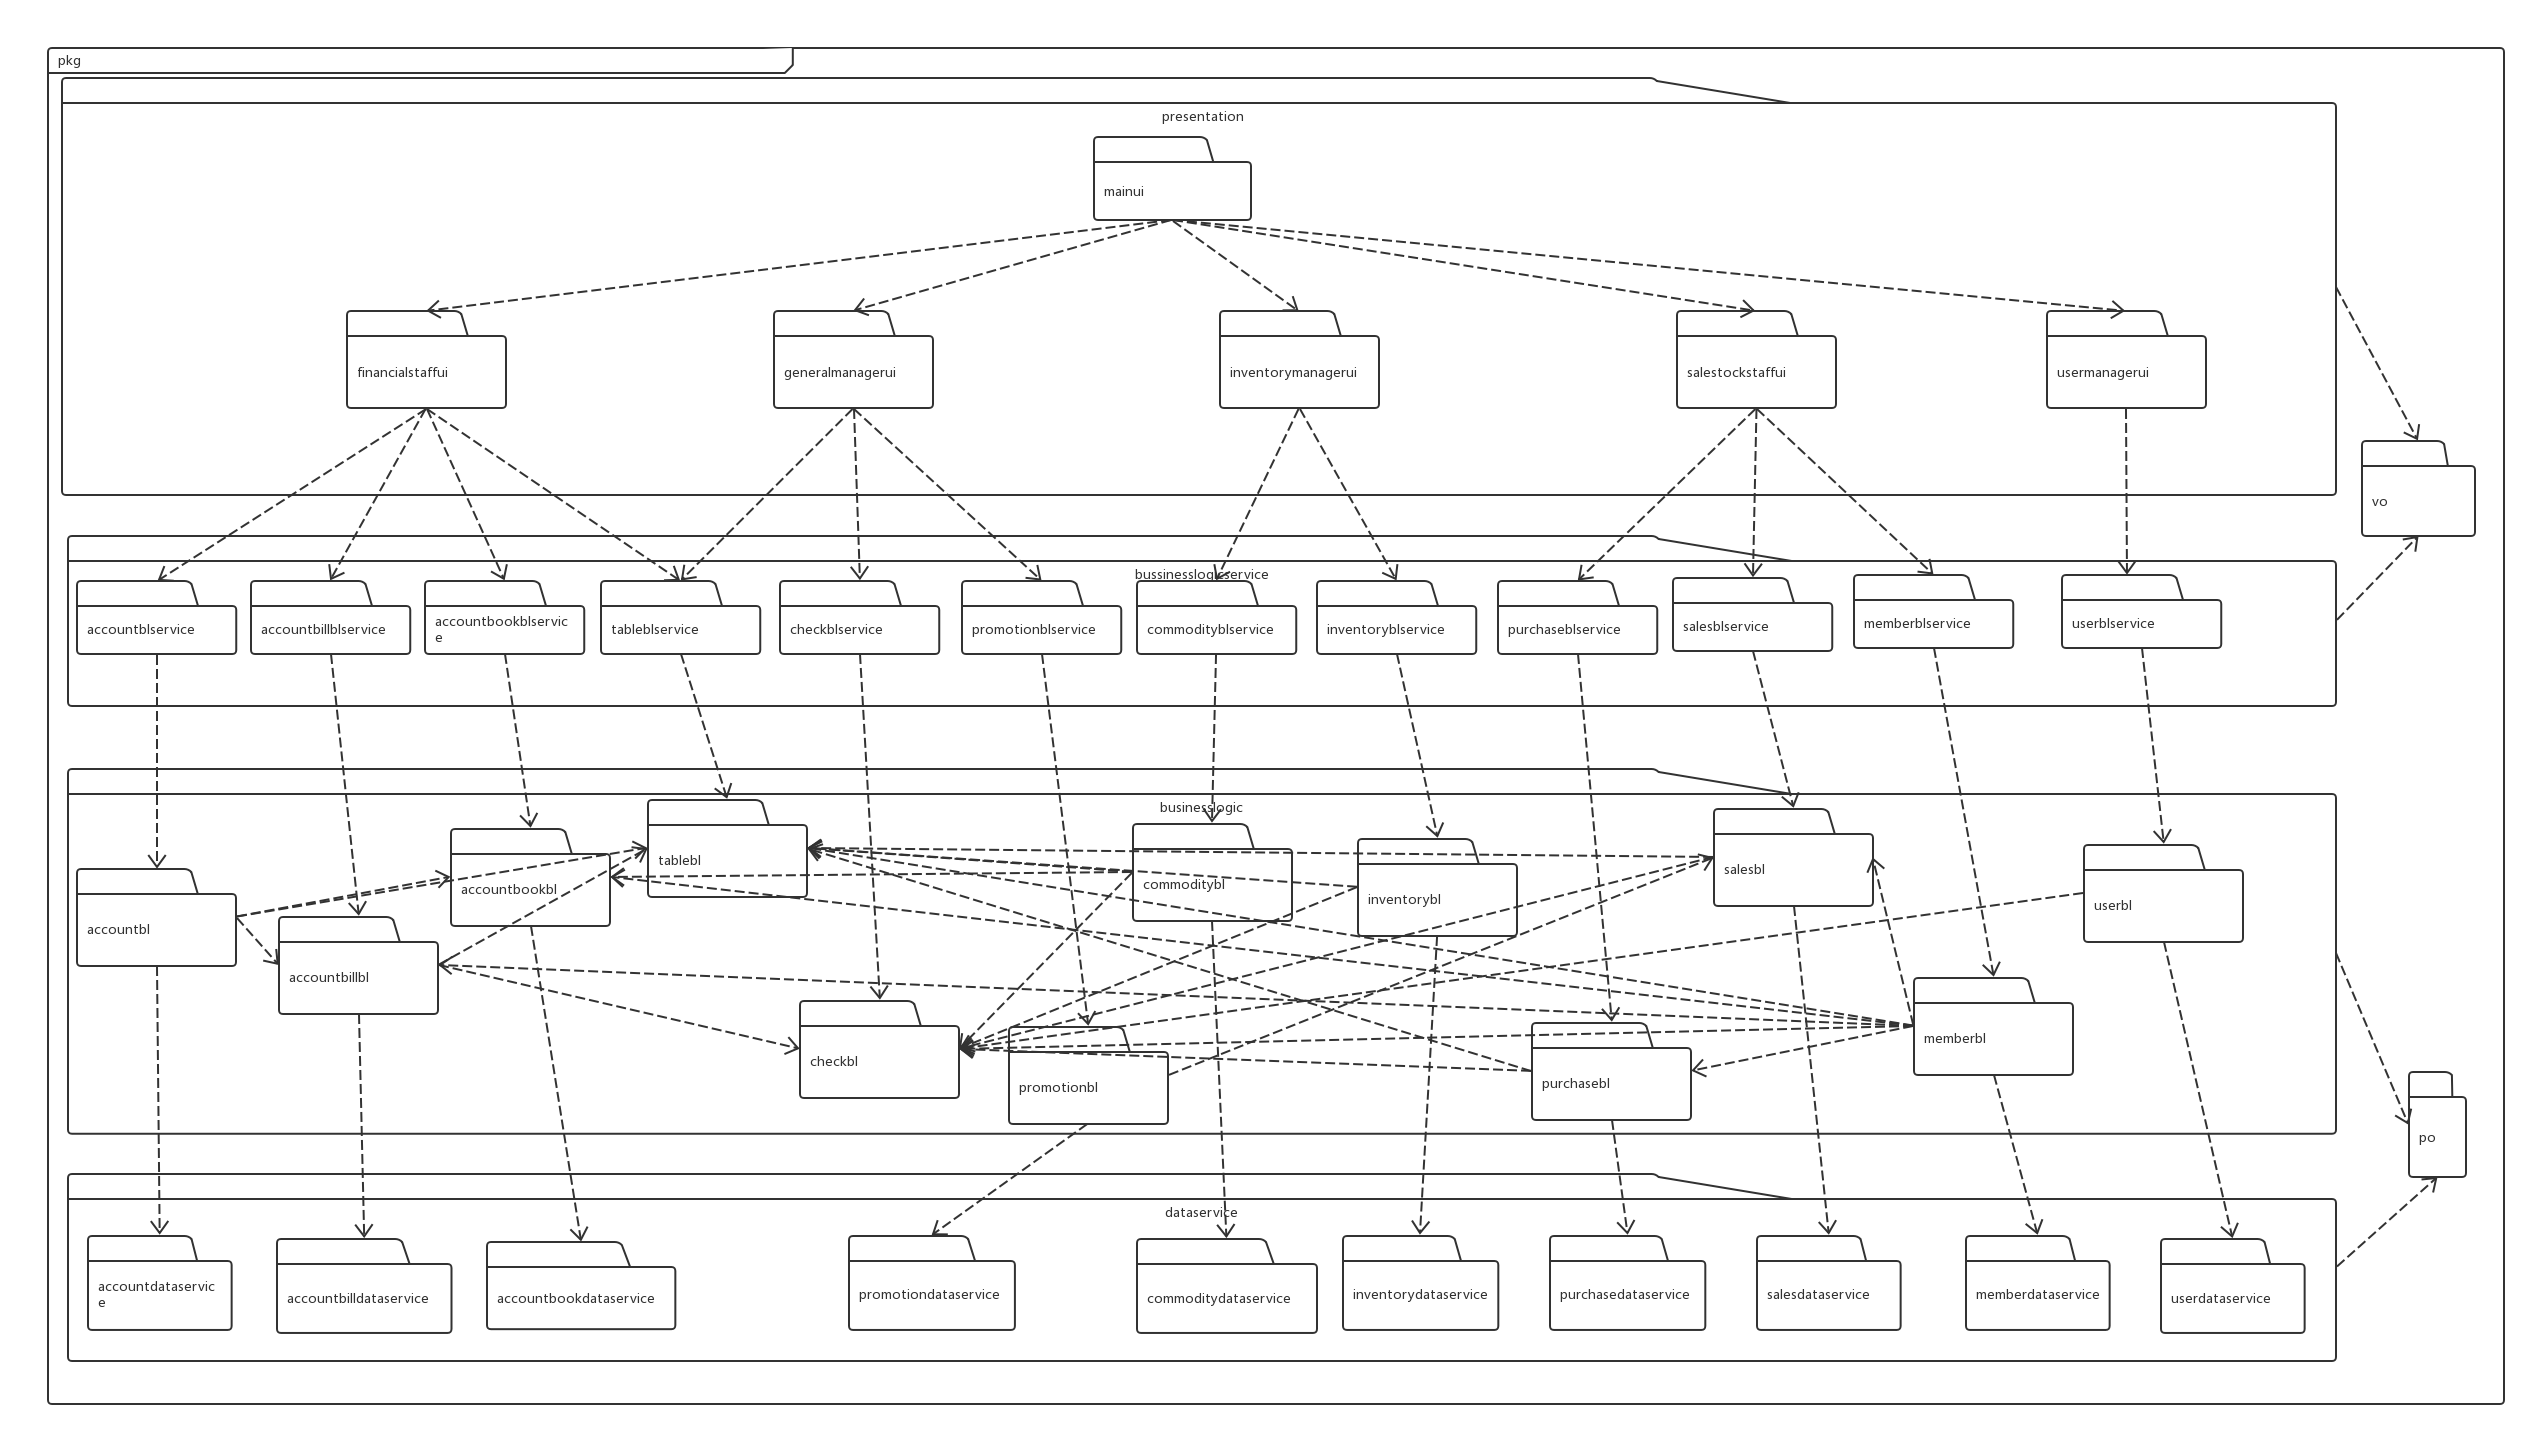 pkg
presentation
mainui
financialstaffui
generalmanagerui
inventorymanagerui
salestockstaffui
usermanagerui
vo
bussinesslogicservice
accountblservice
accountbillblservice
accountbookblservic
e
tableblservice
checkblservice
promotionblservice
commodityblservice
inventoryblservice
purchaseblservice
salesblservice
memberblservice
userblservice
businesslogic
accountbl
accountbillbl
accountbookbl
tablebl
checkbl
promotionbl
commoditybl
inventorybl
purchasebl
salesbl
memberbl
userbl
po
dataservice
accountdataservic
e
accountbilldataservice
accountbookdataservice
promotiondataservice
commoditydataservice
inventorydataservice
purchasedataservice
salesdataservice
memberdataservice
userdataservice